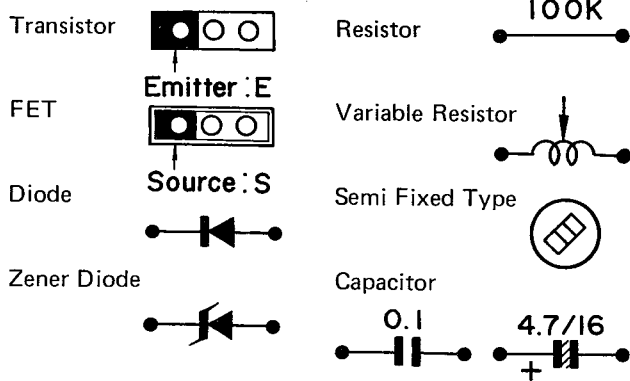 Transistor
Emitter : E
FET
Source : S
Diode
Zener Diode
100K
Resistor
Variable Resistor
Semi Fixed Type
Capacitor
0.1
4.7/16
+